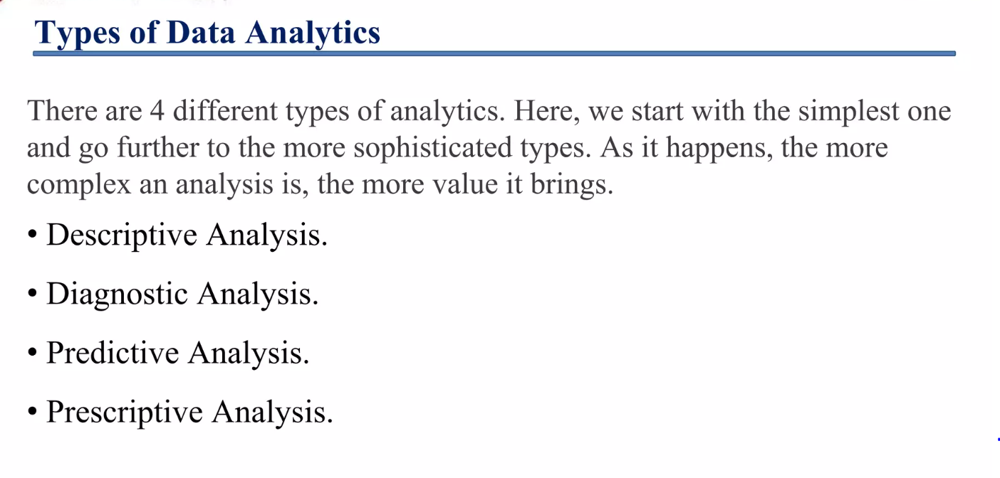 Types of Data Analytics
There are 4 different types of analytics. Here, we start with the simplest one
and go further to the more sophisticated types. As it happens, the more
complex an analysis is, the more value it brings.
• Descriptive Analysis.
• Diagnostic Analysis.
• Predictive Analysis.
• Prescriptive Analysis.